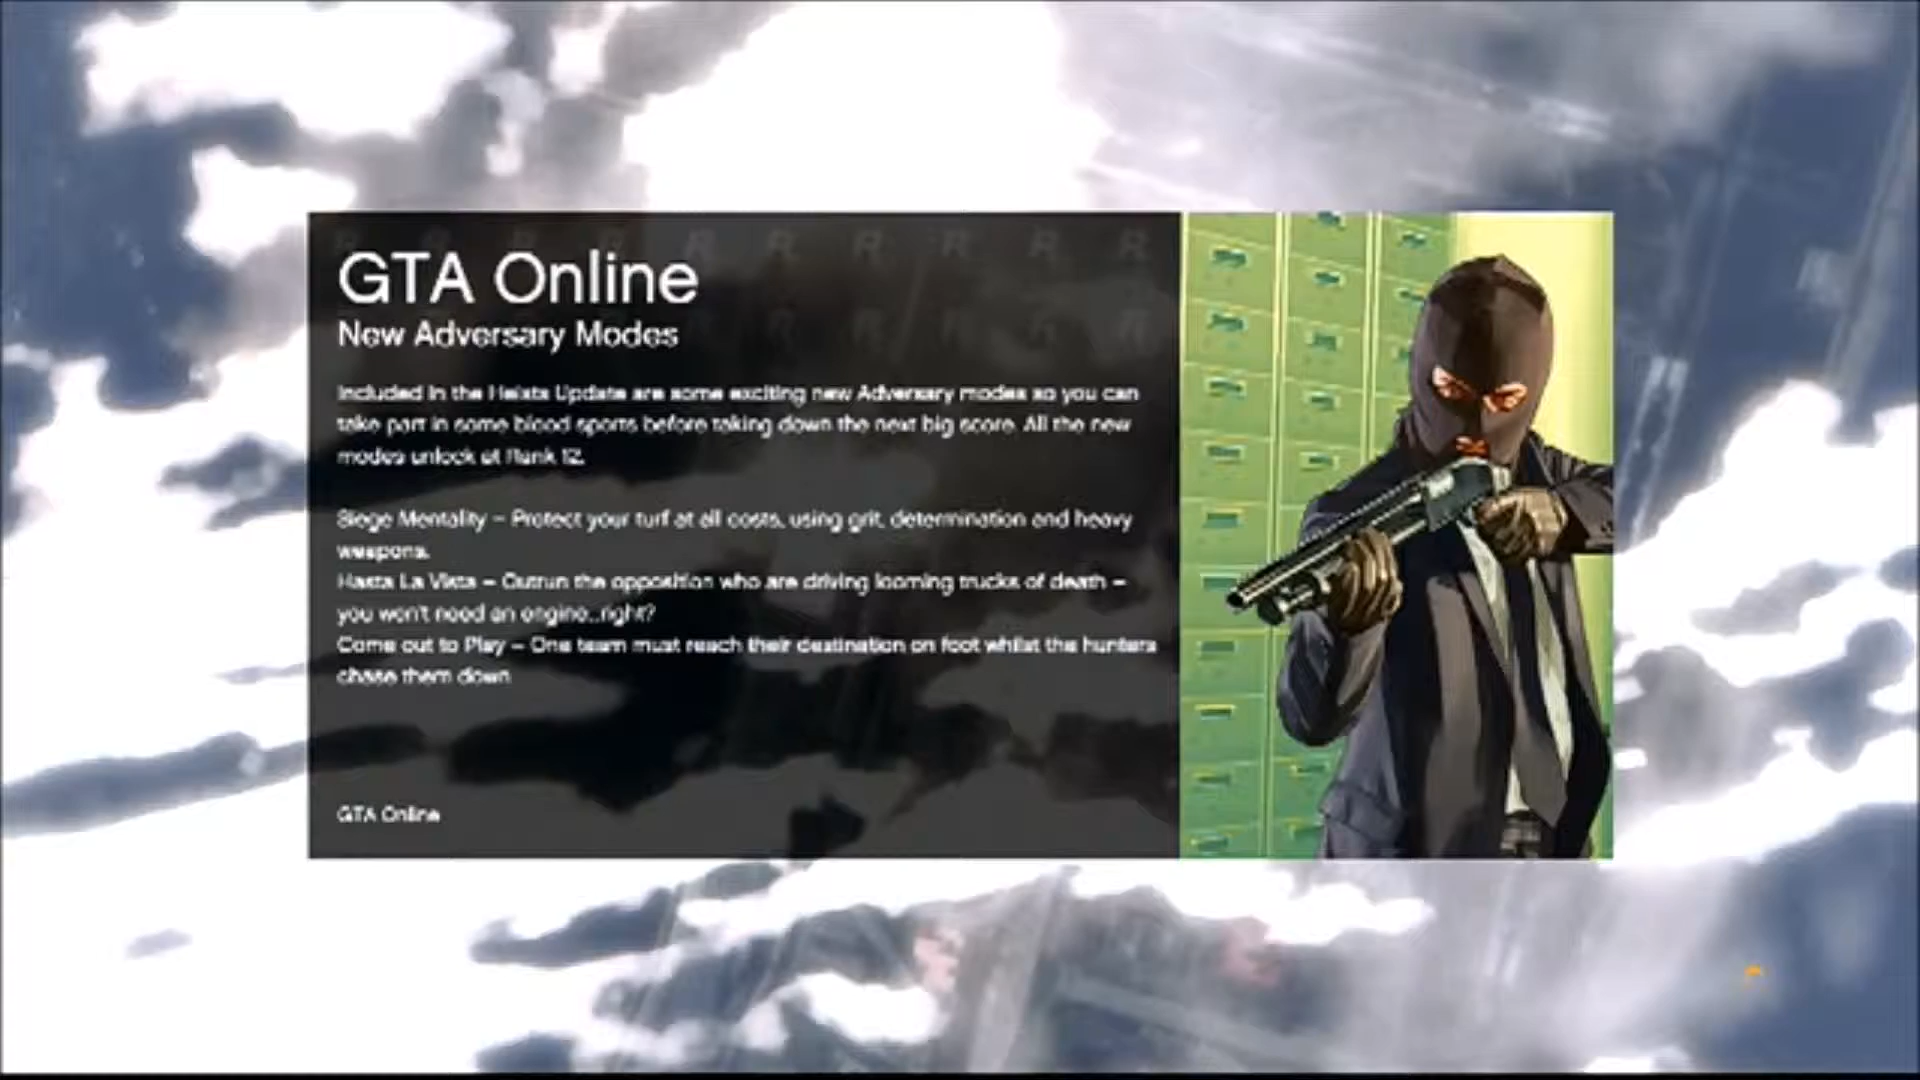 GTA Online
New Adversary Modes
Included in the Heists Update are some exciting new Adversary modes so you can
take part in some blood sports before taking down the next big score. All the new
modes unlock at Rank 12.
Siege Mentality – Protect your turf at all costs, using grit, determination and heavy
weapons.
Hasta La Vista – Outrun the opposition who are driving looming trucks of death –
you won't need an engine...right?
Come out to Play – One team must reach their destination on foot whilst the hunters
chase them down
GTA Online